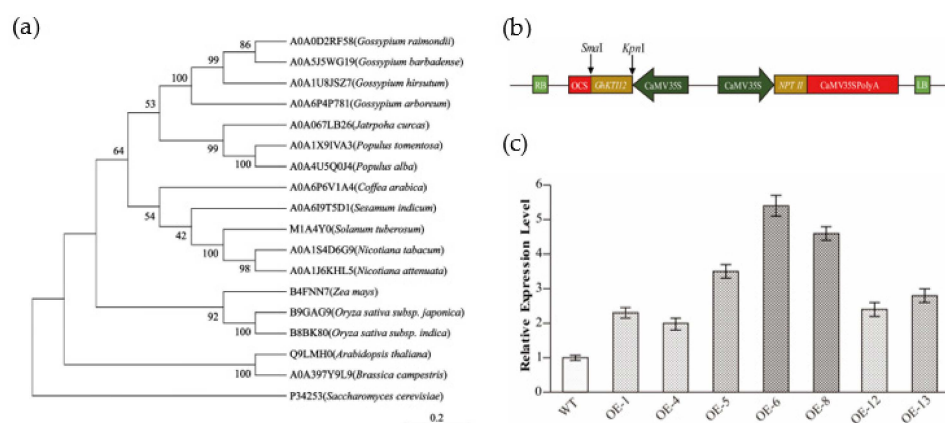 (a)
A0A0D2RF58(Gossypium raimondii)
A0A5J5WG19(Gossypium barbadense)
A0A1U8JSZ7(Gossypium hirsutum)
A0A6P4P781(Gossypium arboreum)
A0A067LB26(Jatrpoha curcas)
A0A1X9IVA3(Populus tomentosa)
A0A4U5Q0J4(Populus alba)
A0A6P6V1A4(Coffea arabica)
A0A6I9T5D1(Sesamum indicum)
M1A4Y0(Solanum tuberosum)
A0A1S4D6G9(Nicotiana tabacum)
A0A1J6KHL5(Nicotiana attenuata)
B4FNN7(Zea mays)
B9GAG9(Oryza sativa subsp. japonica)
B8BK80(Oryza sativa subsp. indica)
Q9LMH0(Arabidopsis thaliana)
A0A397Y9L9(Brassica campestris)
P34253(Saccharomyces cerevisiae)
86
99
100
53
99
100
64
54
42
100
98
92
100
100
0.2
(b)
SmaI KpnI
RB OCS GhKTI12 CaMV35S CaMV35S NPT II CaMV35SPolyA LB
(c)
Relative Expression Level
6
5
4
3
2
1
0
WT OE-1 OE-4 OE-5 OE-6 OE-8 OE-12 OE-13